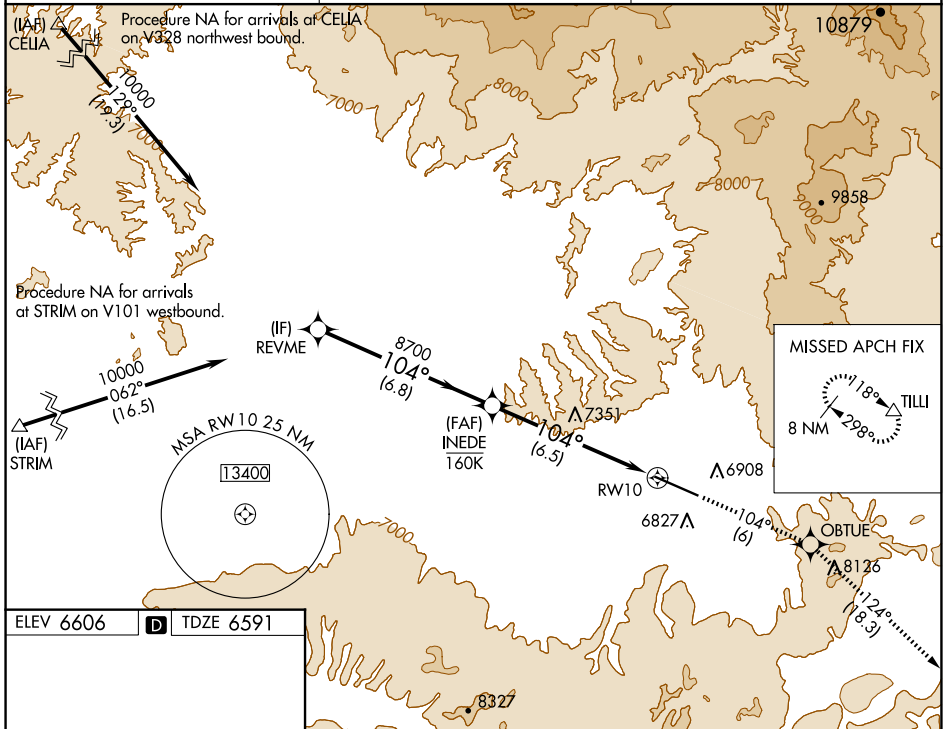 (IAF)
CELIA
Procedure NA for arrivals at CELIA
on V328 northwest bound.
10879
10000
129°
(19.3)
7000
7000
8000
8000
9000
9858
Procedure NA for arrivals
at STRIM on V101 westbound.
(IF)
REVME
8700
104°
(6.8)
10000
062°
(16.5)
(IAF)
STRIM
(FAF)
INEDE
160K
7351
104°
(6.5)
RW10
6908
6827
104°
(6)
OBTUE
8126
124°
(18.3)
MISSED APCH FIX
118°
TILLI
8 NM
298°
MSA RW10 25 NM
13400
7000
ELEV 6606
D
TDZE 6591
8327